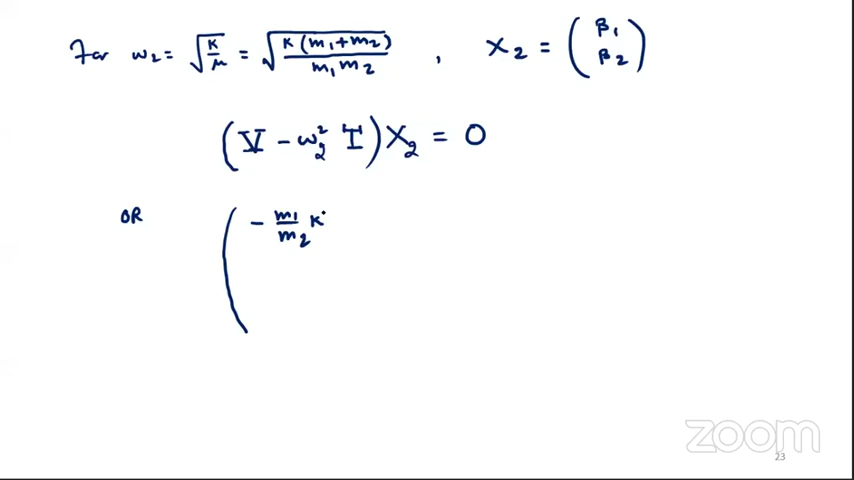 For ω₂ = √(K/μ) = √(K(m₁+m₂)/m₁m₂) , X₂ = (β₁ β₂)
(V − ω₂² T) X₂ = 0
OR ( − m₁/m₂ K
zoom
23